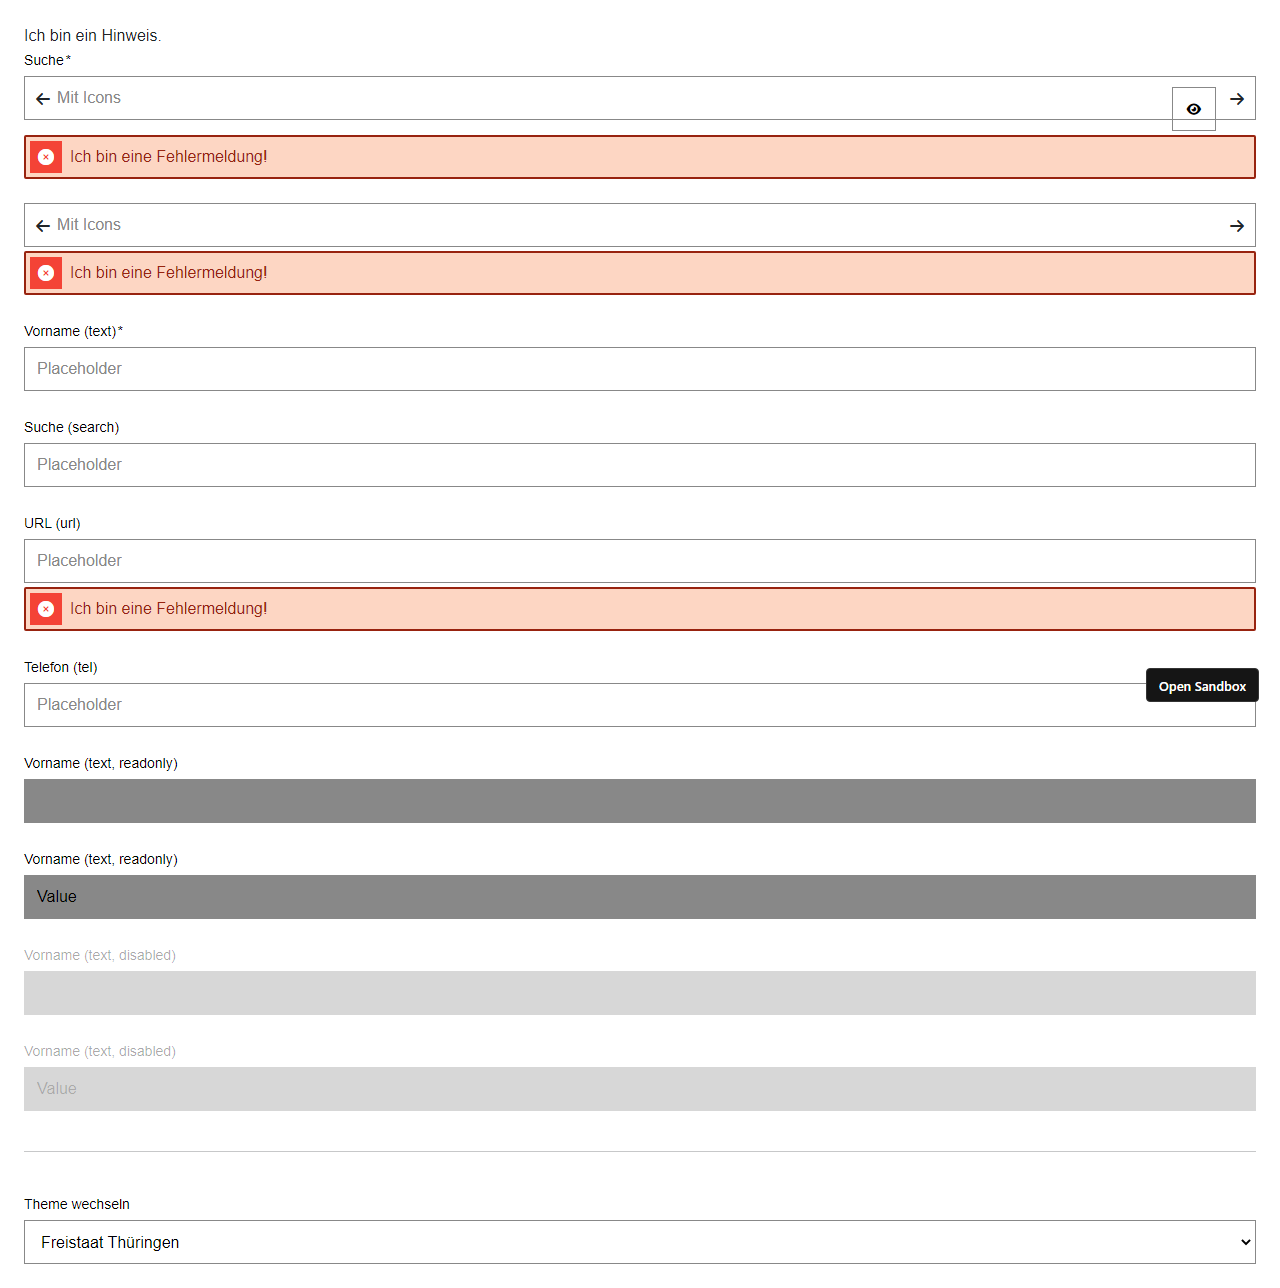 Ich bin ein Hinweis.
Suche*
Mit Icons
Ich bin eine Fehlermeldung!
Mit Icons
Ich bin eine Fehlermeldung!
Vorname (text)*
Placeholder
Suche (search)
Placeholder
URL (url)
Placeholder
Ich bin eine Fehlermeldung!
Telefon (tel)
Placeholder
Open Sandbox
Vorname (text, readonly)
Vorname (text, readonly)
Value
Vorname (text, disabled)
Vorname (text, disabled)
Value
Theme wechseln
Freistaat Thüringen